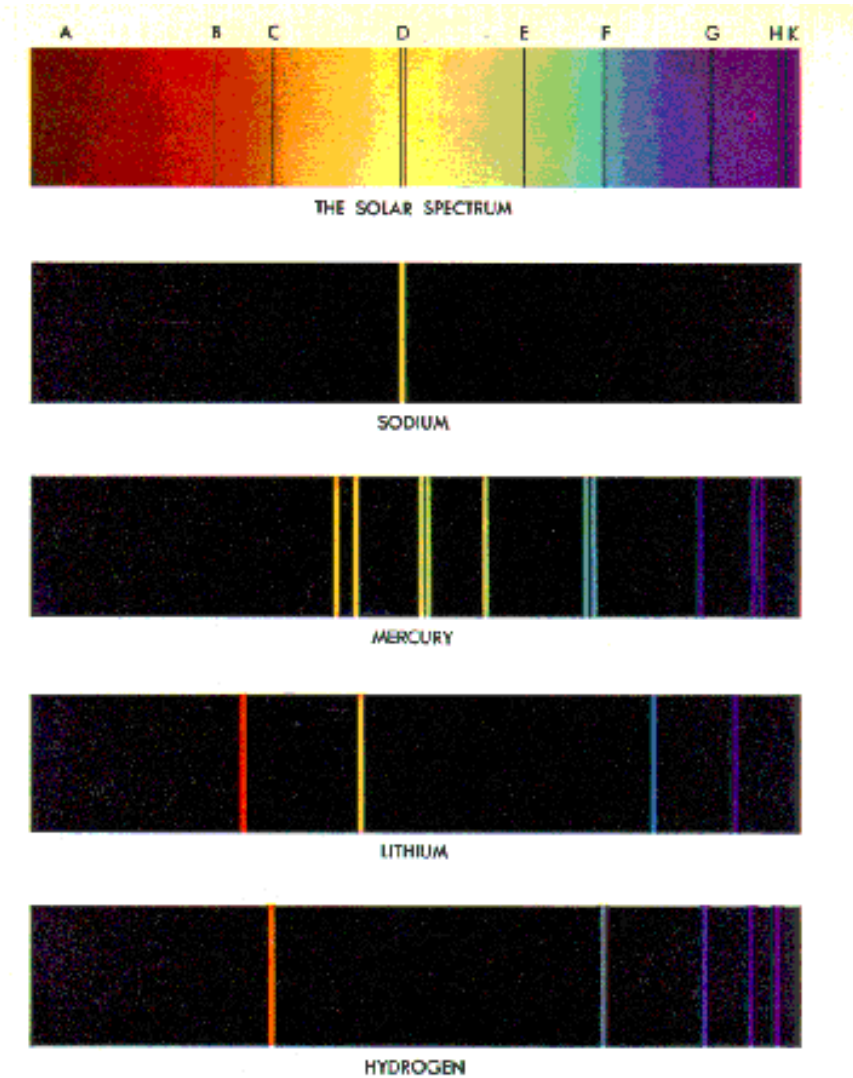 A B C D E F G H K
THE SOLAR SPECTRUM
SODIUM
MERCURY
LITHIUM
HYDROGEN